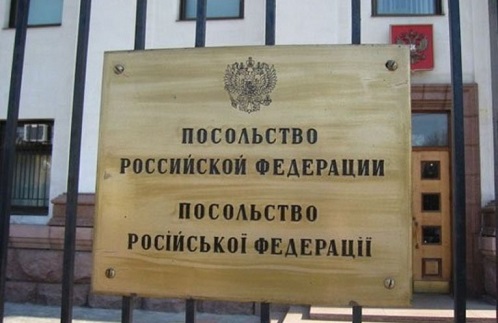 ПОСОЛЬСТВО
РОССИЙСКОЙ ФЕДЕРАЦИИ
ПОСОЛЬСТВО
РОСІЙСЬКОЇ ФЕДЕРАЦІЇ